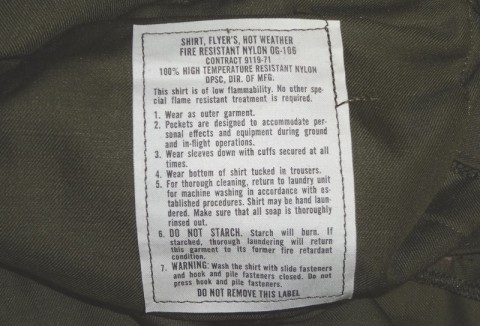 SHIRT, FLYER'S, HOT WEATHER
FIRE RESISTANT NYLON OG-106
CONTRACT 9119-71
100% HIGH TEMPERATURE RESISTANT NYLON
DPSC, DIR. OF MFG.
This shirt is of low flammability. No other spe-
cial flame resistant treatment is required.
1. Wear as outer garment.
2. Pockets are designed to accommodate per-
sonal effects and equipment during ground
and in-flight operations.
3. Wear sleeves down with cuffs secured at all
times.
4. Wear bottom of shirt tucked in trousers.
5. For thorough cleaning, return to laundry unit
for machine washing in accordance with es-
tablished procedures. Shirt may be hand laun-
dered. Make sure that all soap is thoroughly
rinsed out.
6. DO NOT STARCH. Starch will burn. If
starched, thorough laundering will return
this garment to its former fire retardant
condition.
7. WARNING: Wash the shirt with slide fasteners
and hook and pile fasteners closed. Do not
press hook and pile fasteners.
DO NOT REMOVE THIS LABEL